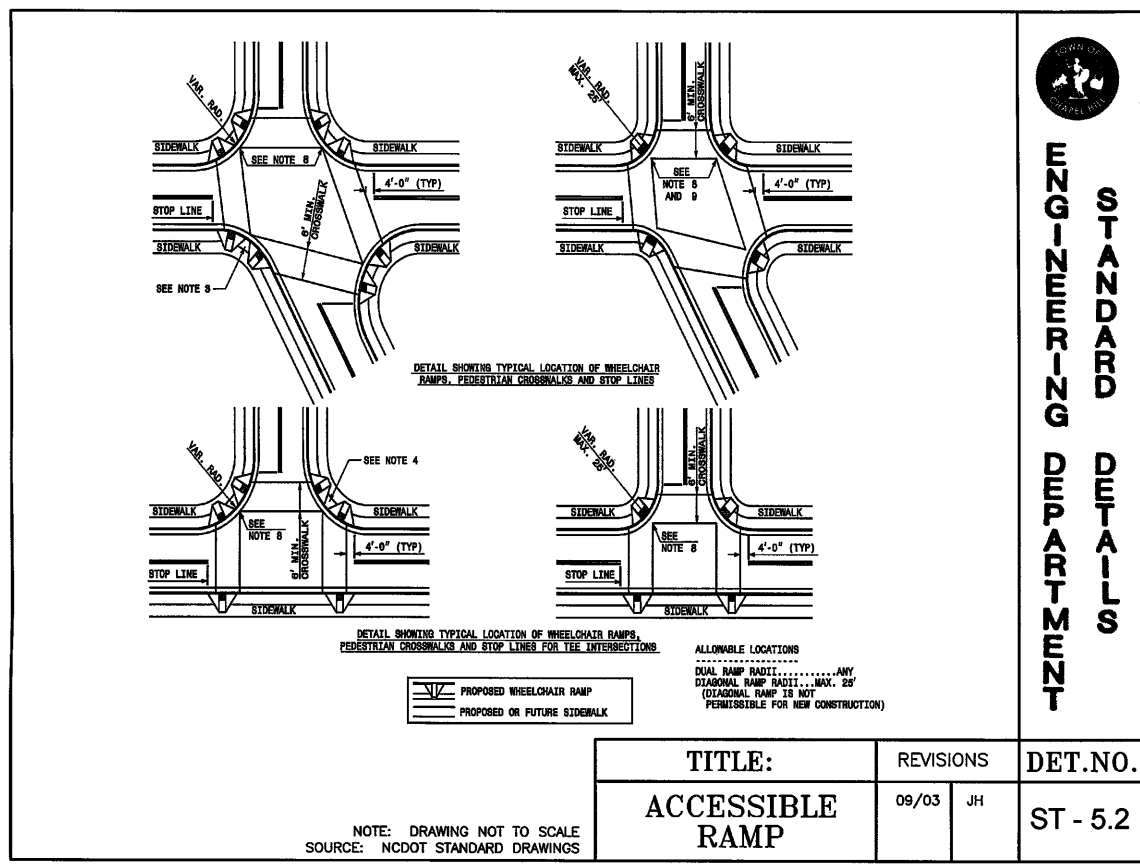 VAR. RAD.
SIDEWALK
SIDEWALK
SEE NOTE 8
4'-0" (TYP)
6' MIN.
CROSSWALK
STOP LINE
SIDEWALK
SEE NOTE 3
VAR. RAD.
MAX. 25'
6' MIN.
CROSSWALK
SIDEWALK
SIDEWALK
SEE
NOTE 8
AND 9
4'-0" (TYP)
STOP LINE
SIDEWALK
SIDEWALK
DETAIL SHOWING TYPICAL LOCATION OF WHEELCHAIR
RAMPS, PEDESTRIAN CROSSWALKS AND STOP LINES
VAR. RAD.
SEE NOTE 4
SIDEWALK
SIDEWALK
SEE
NOTE 8
6' MIN.
CROSSWALK
4'-0" (TYP)
STOP LINE
SIDEWALK
VAR. RAD.
MAX. 25'
6' MIN.
CROSSWALK
SIDEWALK
SIDEWALK
SEE
NOTE 8
4'-0" (TYP)
STOP LINE
SIDEWALK
DETAIL SHOWING TYPICAL LOCATION OF WHEELCHAIR RAMPS,
PEDESTRIAN CROSSWALKS AND STOP LINES FOR TEE INTERSECTIONS
ALLOWABLE LOCATIONS
DUAL RAMP RADII...........ANY
DIAGONAL RAMP RADII...MAX. 25'
(DIAGONAL RAMP IS NOT
PERMISSIBLE FOR NEW CONSTRUCTION)
PROPOSED WHEELCHAIR RAMP
PROPOSED OR FUTURE SIDEWALK
NOTE: DRAWING NOT TO SCALE
SOURCE: NCDOT STANDARD DRAWINGS
TOWN OF
CHAPEL HILL
STANDARD DETAILS
ENGINEERING DEPARTMENT
TITLE:
ACCESSIBLE
RAMP
REVISIONS
09/03 JH
DET.NO.
ST - 5.2